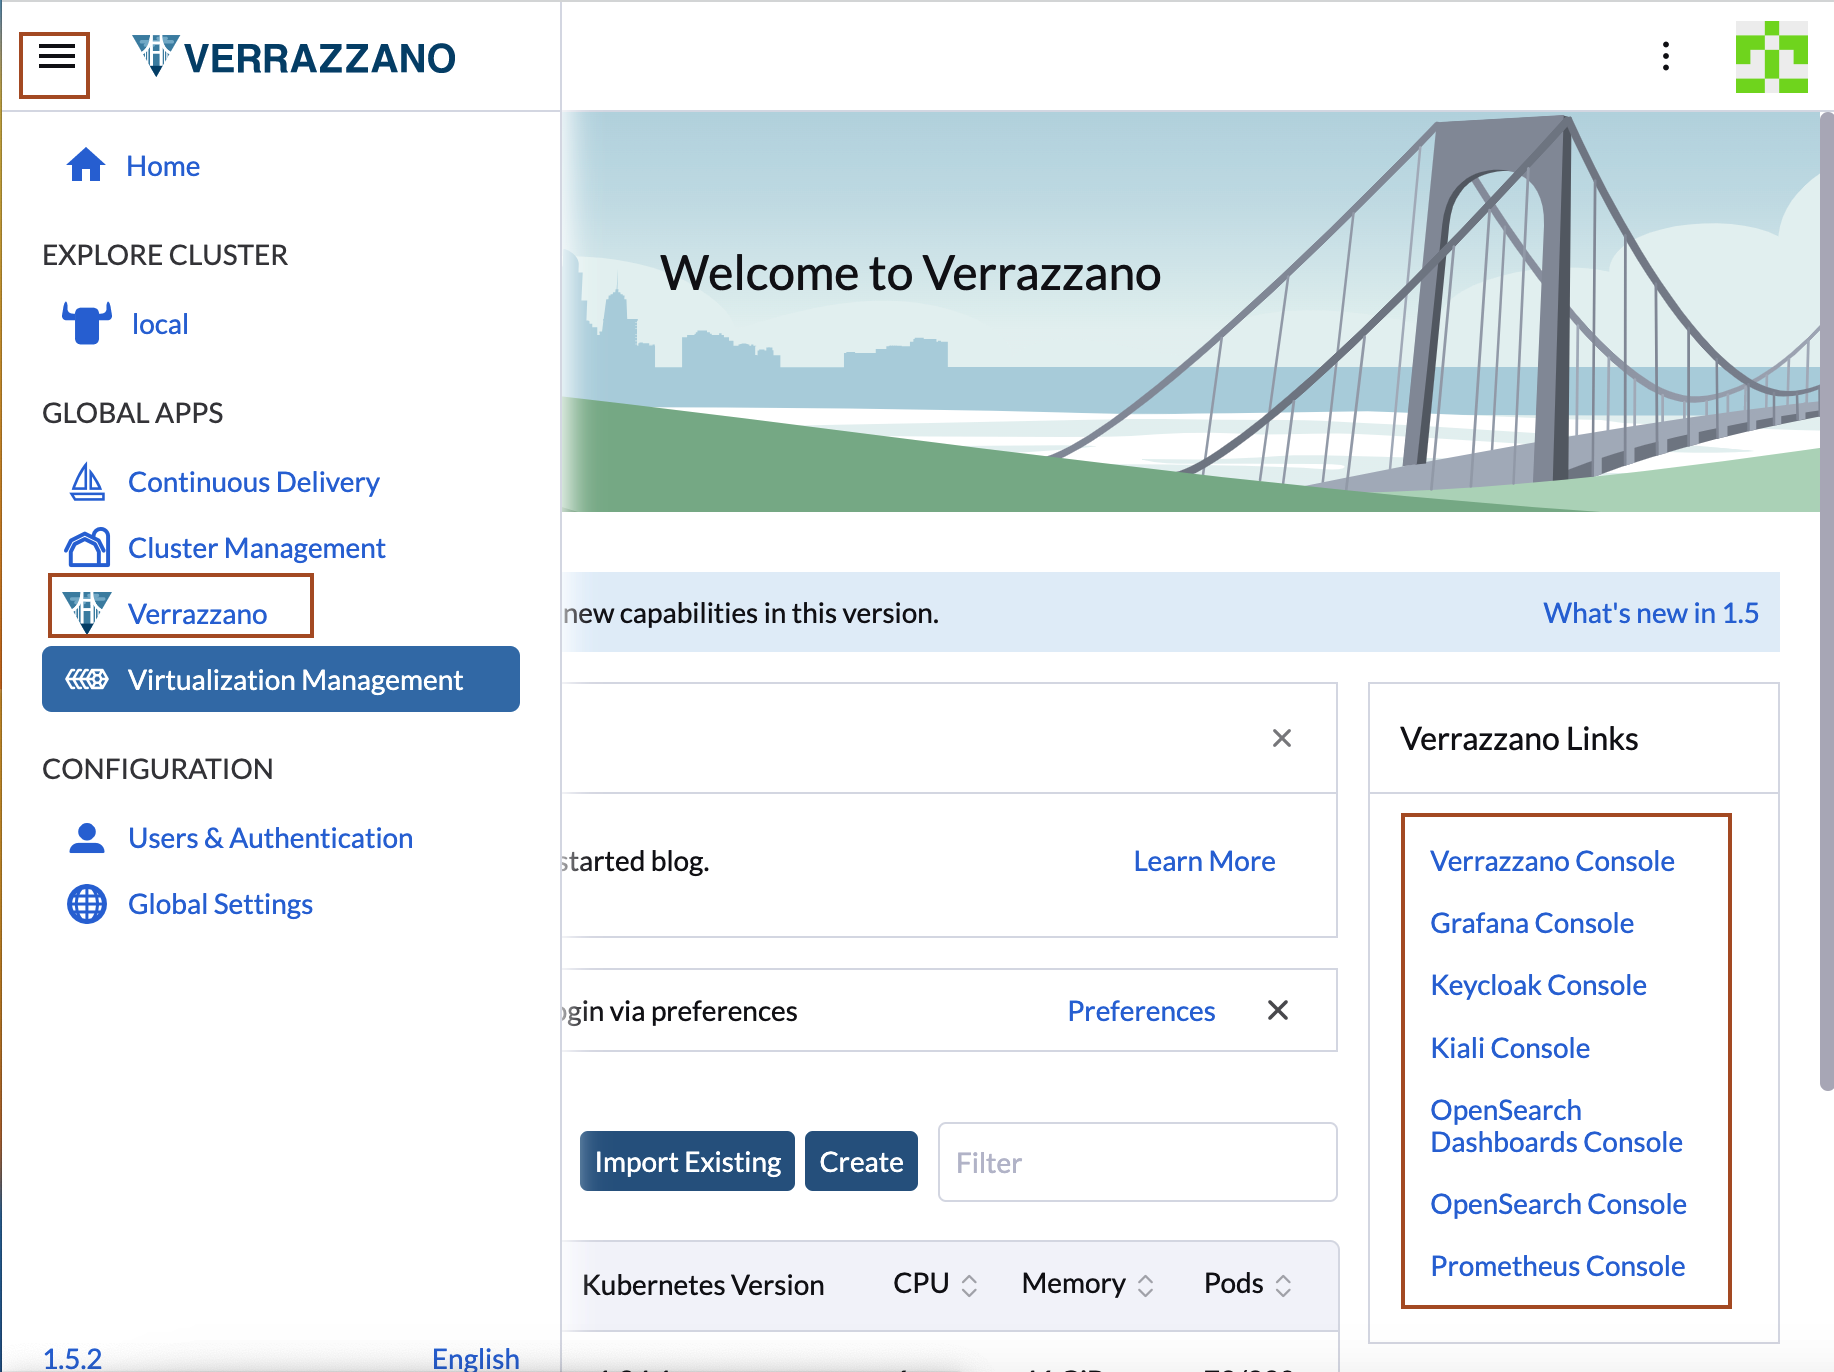 VERRAZZANO
Home
EXPLORE CLUSTER
local
GLOBAL APPS
Continuous Delivery
Cluster Management
Verrazzano
Virtualization Management
CONFIGURATION
Users & Authentication
Global Settings
1.5.2
English
Welcome to Verrazzano
new capabilities in this version.
What's new in 1.5
started blog.
Learn More
via preferences
Preferences
Import Existing
Create
Filter
Kubernetes Version
CPU
Memory
Pods
Verrazzano Links
Verrazzano Console
Grafana Console
Keycloak Console
Kiali Console
OpenSearch
Dashboards Console
OpenSearch Console
Prometheus Console